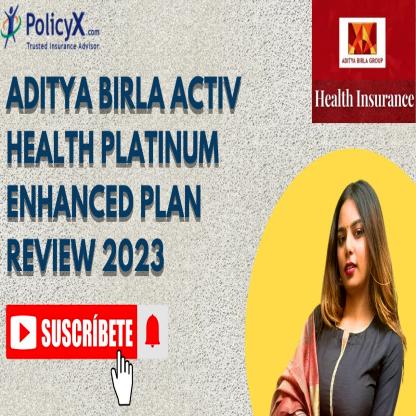 PolicyX.com
Trusted Insurance Advisor
ADITYA BIRLA GROUP
Health Insurance
ADITYA BIRLA ACTIV
HEALTH PLATINUM
ENHANCED PLAN
REVIEW 2023
SUSCRÍBETE